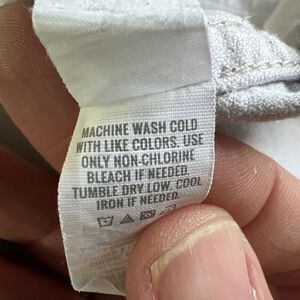 MACHINE WASH COLD
WITH LIKE COLORS. USE
ONLY NON-CHLORINE
BLEACH IF NEEDED.
TUMBLE DRY LOW. COOL
IRON IF NEEDED.